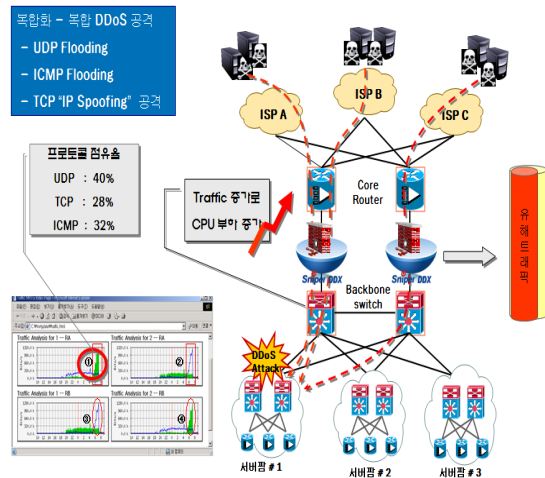 복합화 - 복합 DDoS 공격
- UDP Flooding
- ICMP Flooding
- TCP "IP Spoofing" 공격
ISP A
ISP B
ISP C
프로토콜 점유율
UDP : 40%
TCP : 28%
ICMP : 32%
Traffic 증가로
CPU 부하 증가
Core
Router
Sniper DDX
Sniper DDX
Backbone
switch
DDoS
Attack
Traffic Analysis for 1 -- RA
Traffic Analysis for 2 -- RA
①
②
Traffic Analysis for 1 -- RB
Traffic Analysis for 2 -- RB
③
④
서버팜 # 1
서버팜 # 2
서버팜 # 3